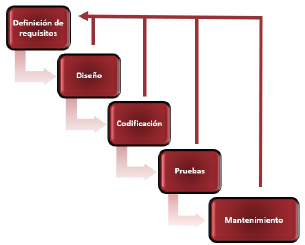 Definición de
requisitos
Diseño
Codificación
Pruebas
Mantenimiento